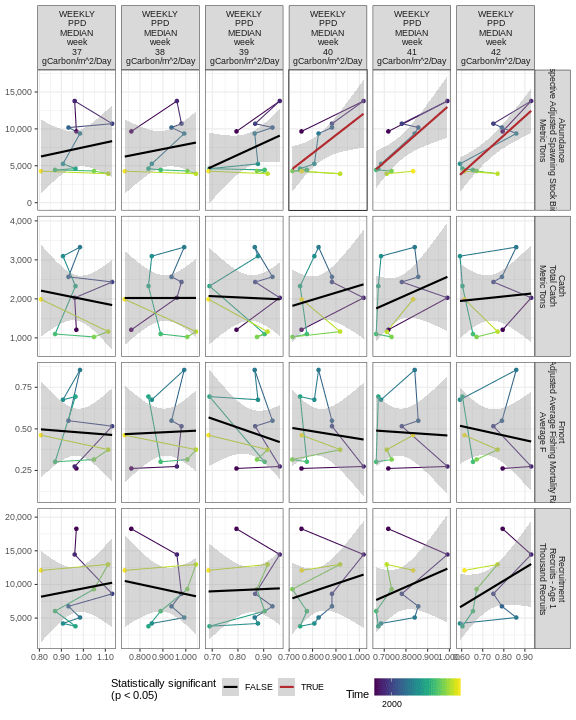 WEEKLY PPD MEDIAN week 37 gCarbon/m^2/Day
WEEKLY PPD MEDIAN week 38 gCarbon/m^2/Day
WEEKLY PPD MEDIAN week 39 gCarbon/m^2/Day
WEEKLY PPD MEDIAN week 40 gCarbon/m^2/Day
WEEKLY PPD MEDIAN week 41 gCarbon/m^2/Day
WEEKLY PPD MEDIAN week 42 gCarbon/m^2/Day
15,000
10,000
5,000
0
Abundance
Adjusted Spawning Stock
Metric Tons
4,000
3,000
2,000
1,000
Catch
Total Catch
Metric Tons
0.75
0.50
0.25
Fmort
Adjusted Average Fishing Mortality
Average F
20,000
15,000
10,000
5,000
Recruitment
Recruits - Age 1
Thousand Recruits
0.80 0.90 1.00 1.10
0.800 0.900 1.000
0.70 0.80 0.90
0.700 0.800 0.900 1.000
0.700 0.800 0.900 1.000
0.60 0.70 0.80 0.90
Statistically significant
(p < 0.05)
FALSE
TRUE
Time
2000